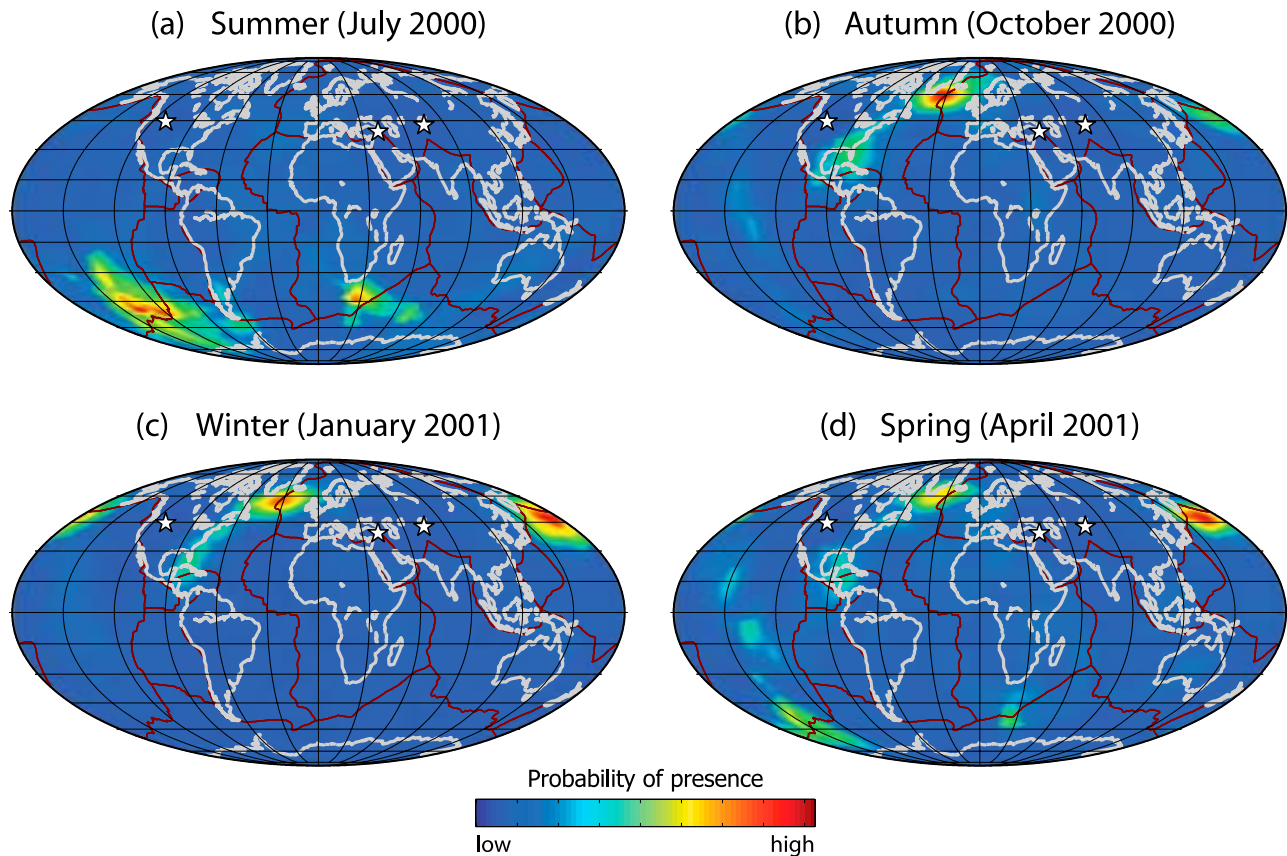 (a) Summer (July 2000)
(b) Autumn (October 2000)
(c) Winter (January 2001)
(d) Spring (April 2001)
Probability of presence
low high